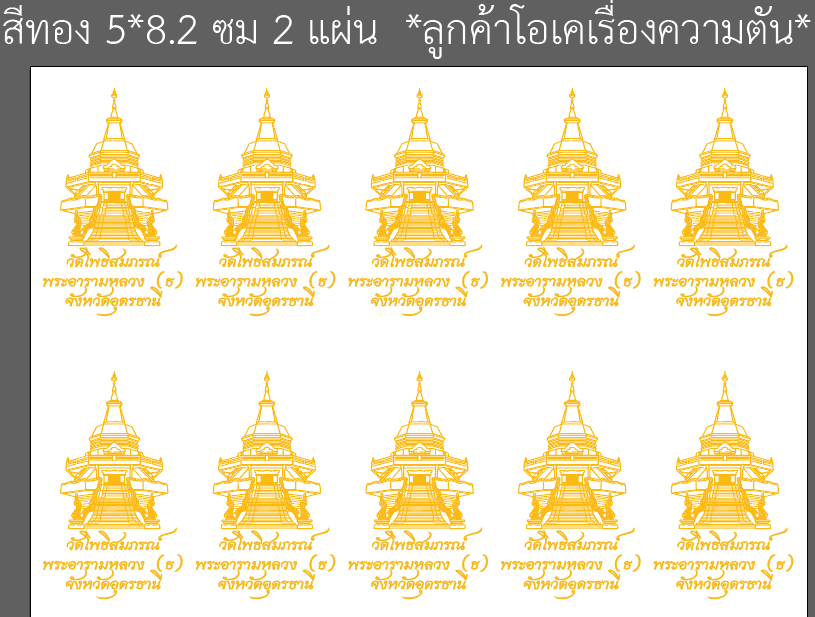 สีทอง 5*8.2 ซม 2 แผ่น *ลูกค้าโอเคเรื่องความตัน*
วัดโพธิสมภรณ์ วัดโพธิสมภรณ์ วัดโพธิสมภรณ์ วัดโพธิสมภรณ์ วัดโพธิสมภรณ์
พระอารามหลวง (ธ) พระอารามหลวง (ธ) พระอารามหลวง (ธ) พระอารามหลวง (ธ) พระอารามหลวง (ธ)
จังหวัดอุดรธานี จังหวัดอุดรธานี จังหวัดอุดรธานี จังหวัดอุดรธานี จังหวัดอุดรธานี
วัดโพธิสมภรณ์ วัดโพธิสมภรณ์ วัดโพธิสมภรณ์ วัดโพธิสมภรณ์ วัดโพธิสมภรณ์
พระอารามหลวง (ธ) พระอารามหลวง (ธ) พระอารามหลวง (ธ) พระอารามหลวง (ธ) พระอารามหลวง (ธ)
จังหวัดอุดรธานี จังหวัดอุดรธานี จังหวัดอุดรธานี จังหวัดอุดรธานี จังหวัดอุดรธานี